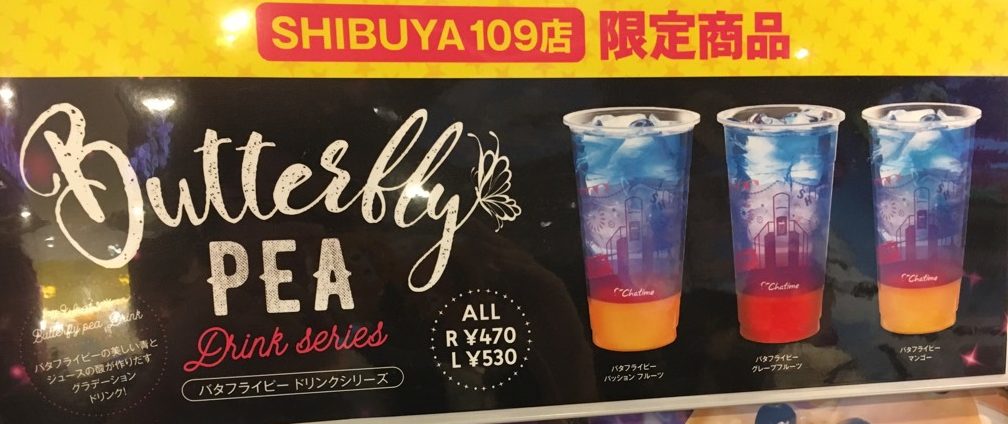 SHIBUYA109店 限定商品
Butterfly
PEA
Drink series
バタフライピー ドリンクシリーズ
Butterfly pea Drink
バタフライピーの美しい青と
ジュースの酸が作りだす
グラデーション
ドリンク!
ALL
R ¥470
L ¥530
Chatime
Chatime
Chatime
バタフライピー
パッション フルーツ
バタフライピー
グレープフルーツ
バタフライピー
マンゴー